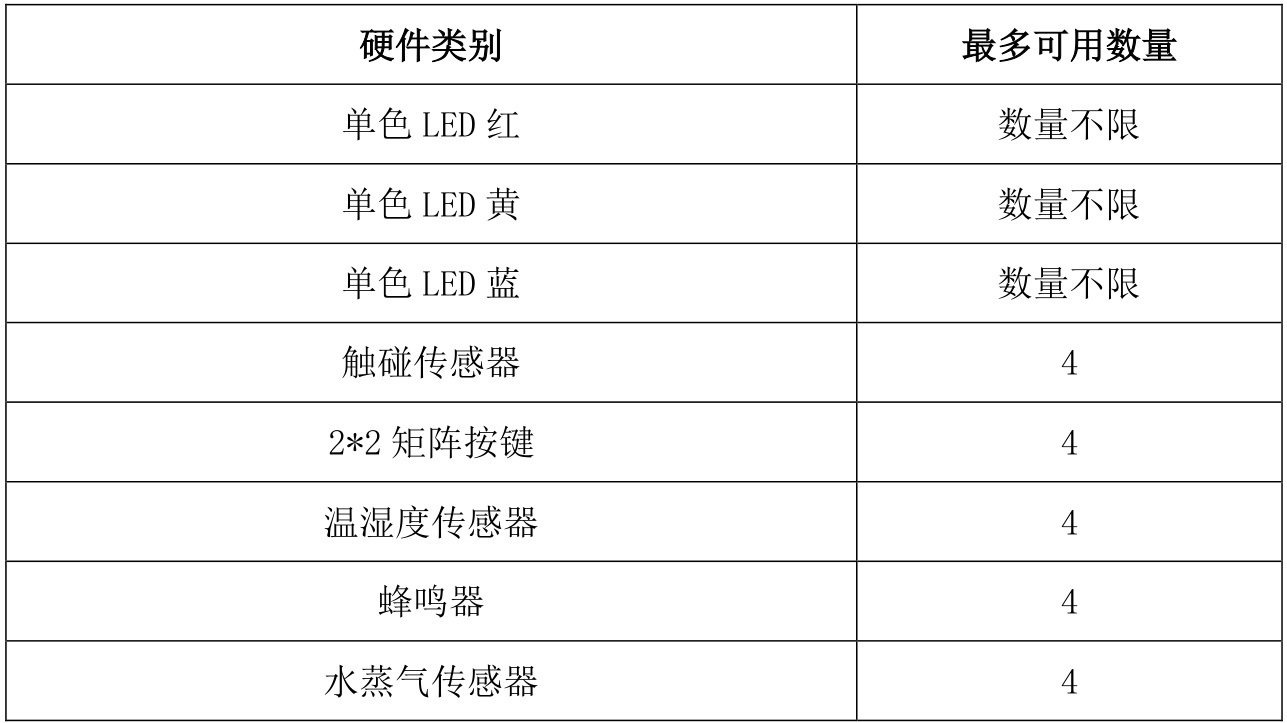 硬件类别 最多可用数量
单色 LED 红 数量不限
单色 LED 黄 数量不限
单色 LED 蓝 数量不限
触碰传感器 4
2*2 矩阵按键 4
温湿度传感器 4
蜂鸣器 4
水蒸气传感器 4